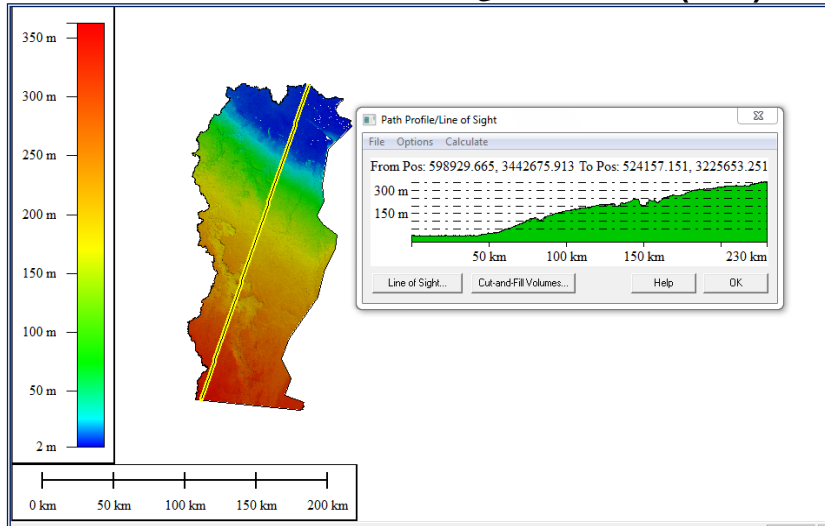 350 m
300 m
250 m
200 m
150 m
100 m
50 m
2 m
0 km 50 km 100 km 150 km 200 km
Path Profile/Line of Sight
File Options Calculate
From Pos: 598929.665, 3442675.913 To Pos: 524157.151, 3225653.251
300 m
150 m
50 km 100 km 150 km 230 km
Line of Sight... Cut-and-Fill Volumes... Help OK